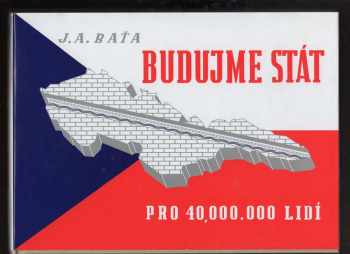 J.A. BAŤA
BUDUJME STÁT
PRO 40,000.000 LIDÍ